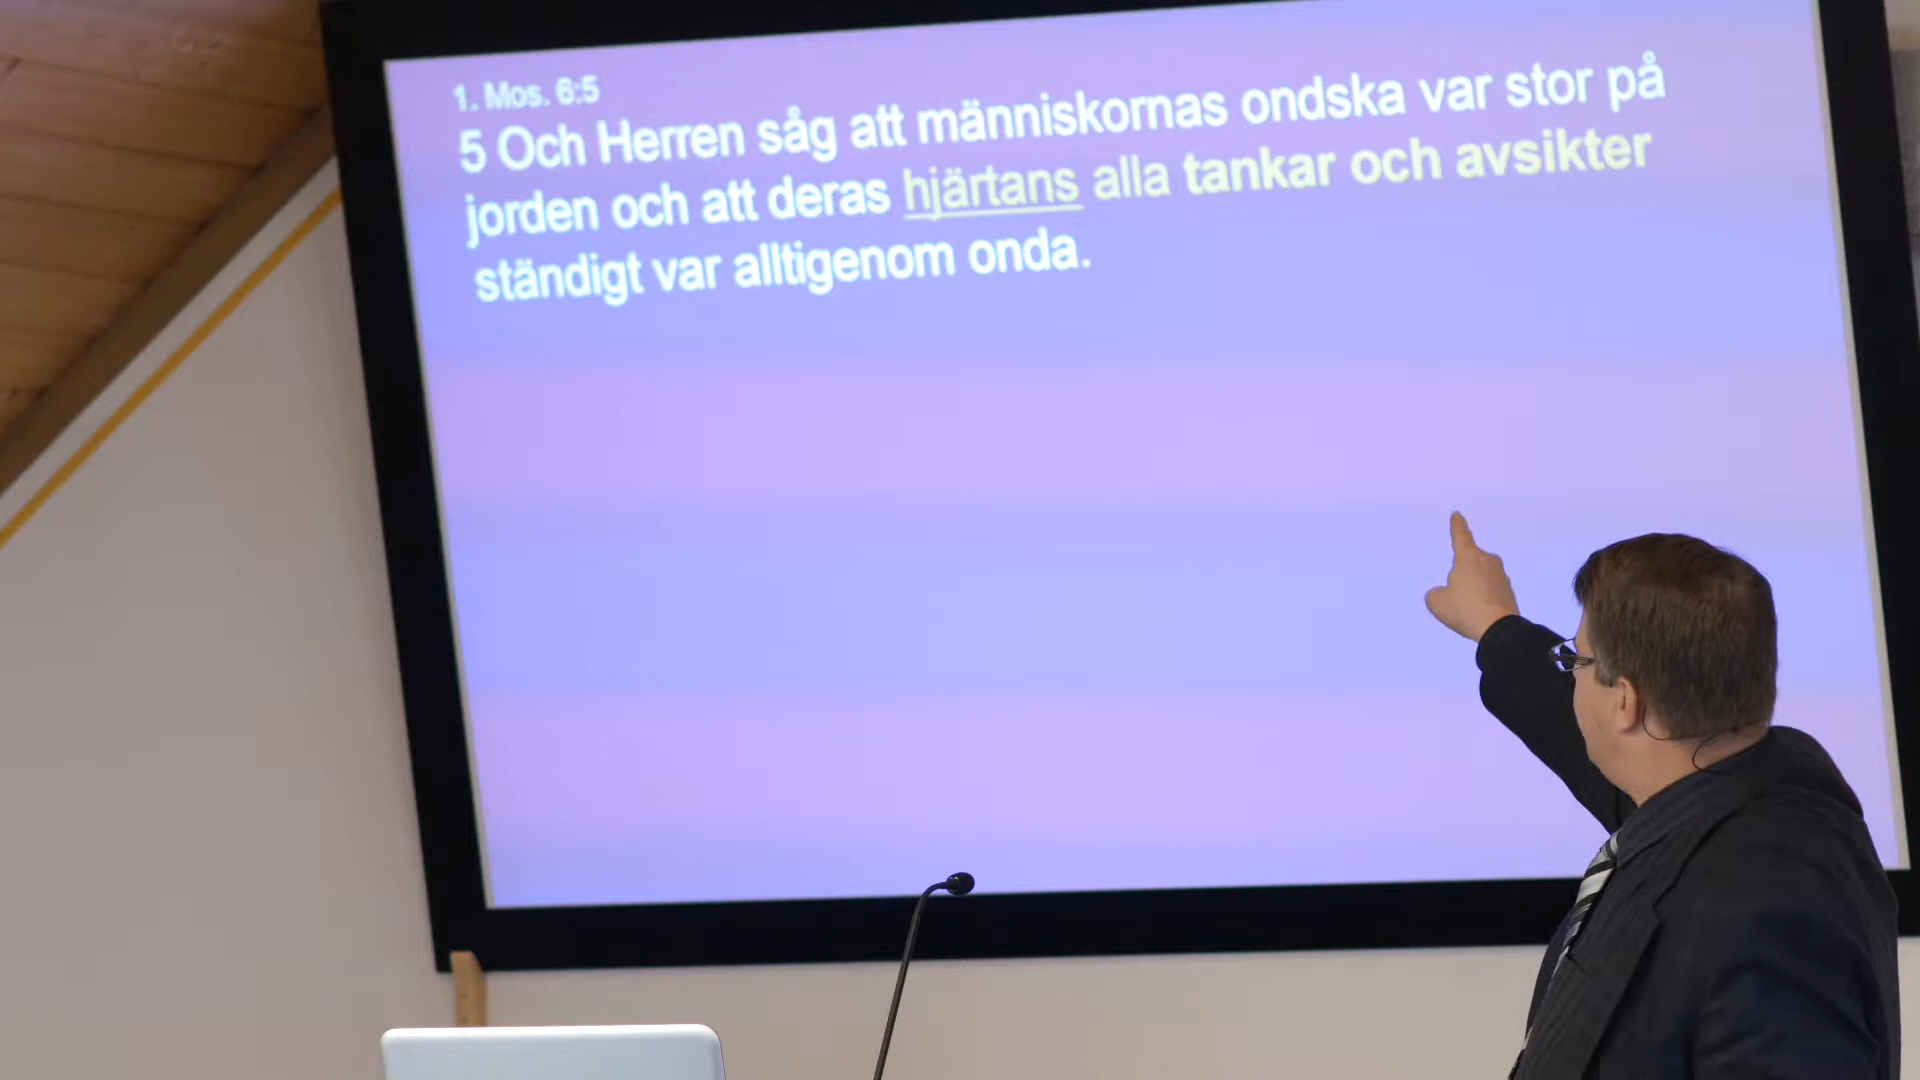 1. Mos. 6:5
5 Och Herren såg att människornas ondska var stor på
jorden och att deras hjärtans alla tankar och avsikter
ständigt var alltigenom onda.